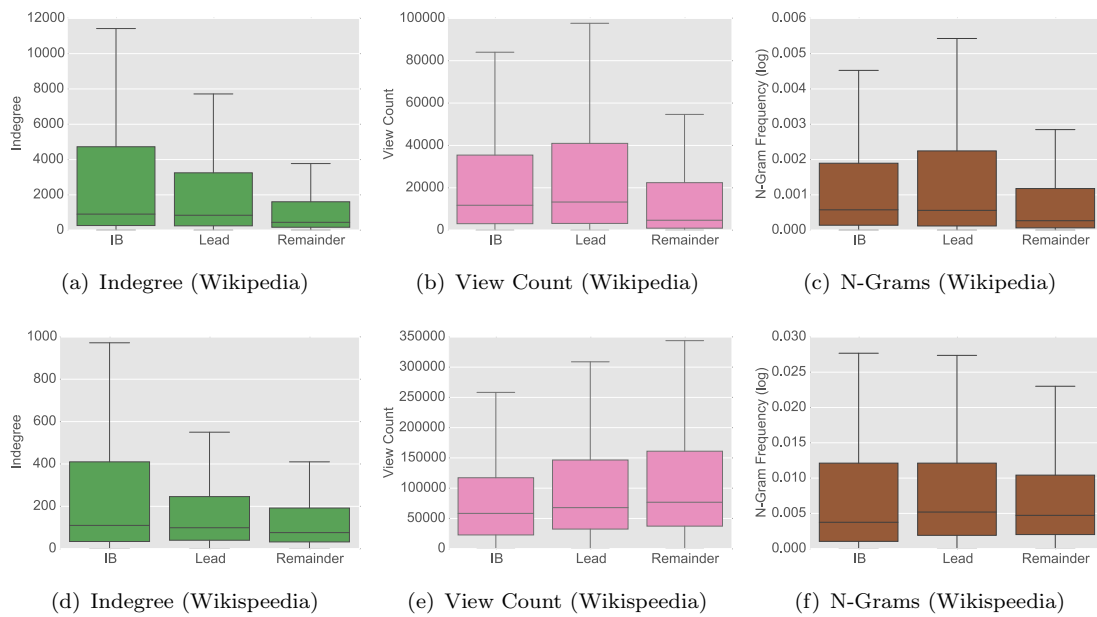 12000
10000
8000
6000
4000
2000
0
Indegree
IB Lead Remainder
(a) Indegree (Wikipedia)
100000
80000
60000
40000
20000
0
View Count
IB Lead Remainder
(b) View Count (Wikipedia)
0.006
0.005
0.004
0.003
0.002
0.001
0.000
N-Gram Frequency (log)
IB Lead Remainder
(c) N-Grams (Wikipedia)
1000
800
600
400
200
0
Indegree
IB Lead Remainder
(d) Indegree (Wikispeedia)
350000
300000
250000
200000
150000
100000
50000
0
View Count
IB Lead Remainder
(e) View Count (Wikispeedia)
0.030
0.025
0.020
0.015
0.010
0.005
0.000
N-Gram Frequency (log)
IB Lead Remainder
(f) N-Grams (Wikispeedia)